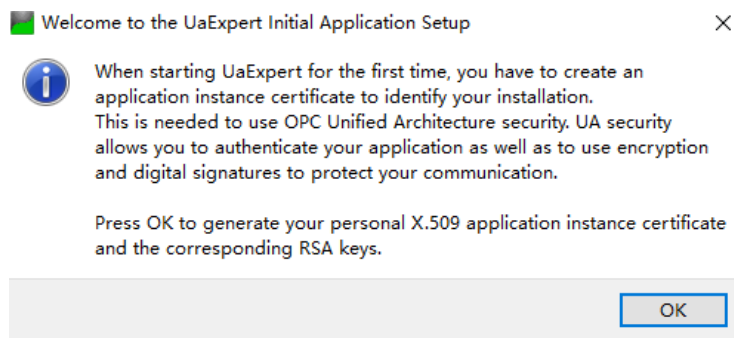 Welcome to the UaExpert Initial Application Setup
When starting UaExpert for the first time, you have to create an
application instance certificate to identify your installation.
This is needed to use OPC Unified Architecture security. UA security
allows you to authenticate your application as well as to use encryption
and digital signatures to protect your communication.
Press OK to generate your personal X.509 application instance certificate
and the corresponding RSA keys.
OK